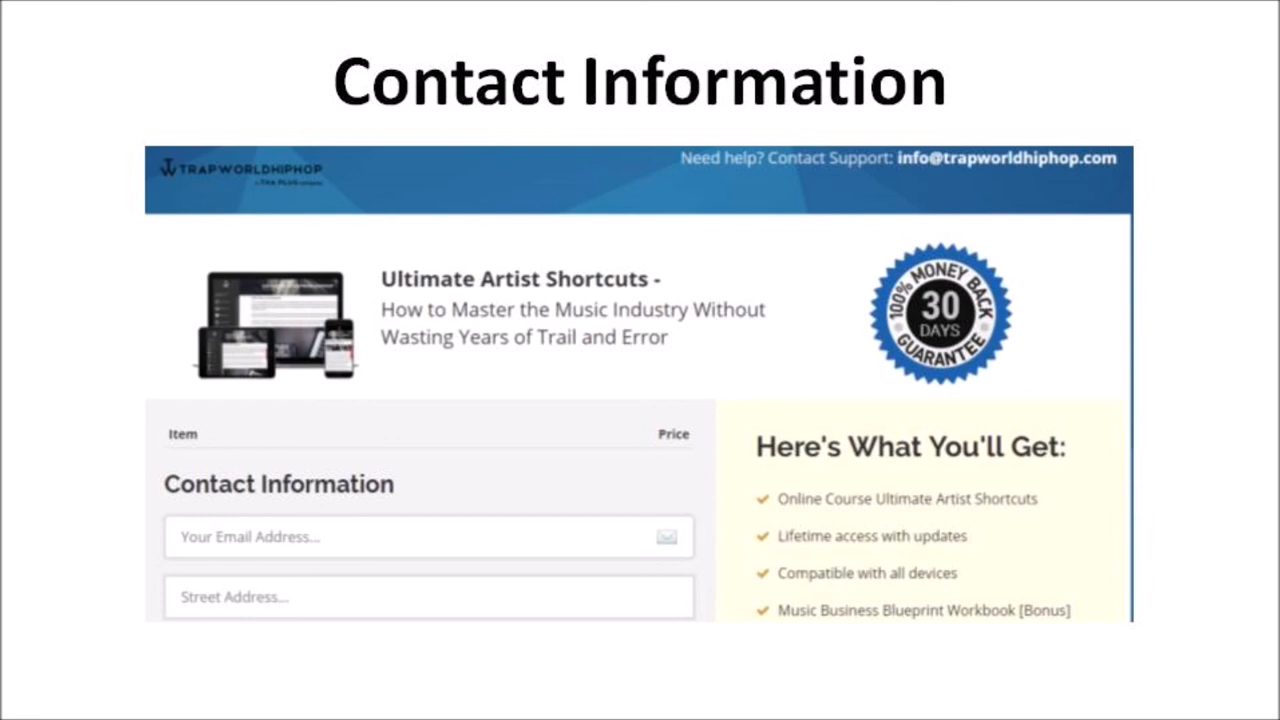 Contact Information
TRAPWORLDHIPHOP
Need help? Contact Support: info@trapworldhiphop.com
Ultimate Artist Shortcuts -
How to Master the Music Industry Without
Wasting Years of Trail and Error
100% MONEY BACK
30
DAYS
GUARANTEE
Item Price
Contact Information
Your Email Address...
Street Address...
Here's What You'll Get:
Online Course Ultimate Artist Shortcuts
Lifetime access with updates
Compatible with all devices
Music Business Blueprint Workbook [Bonus]